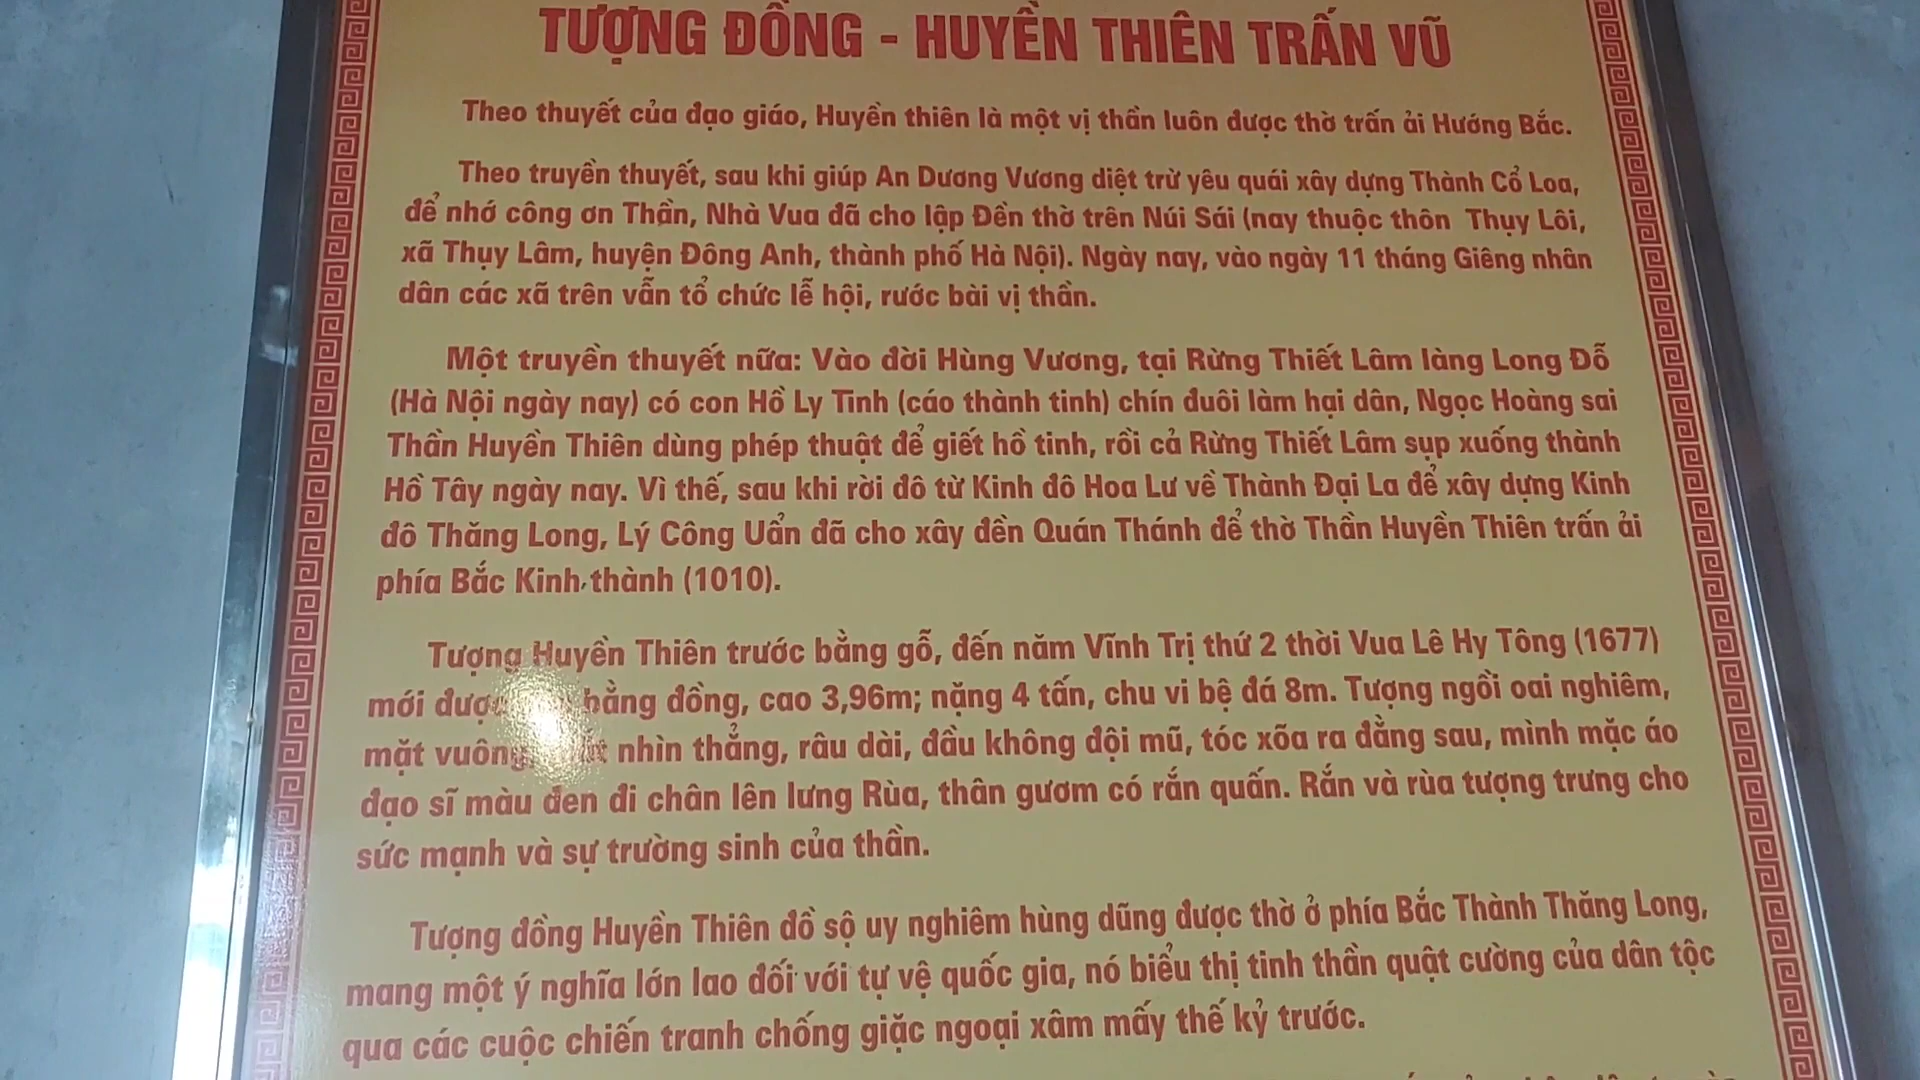 TƯỢNG ĐỒNG - HUYỀN THIÊN TRẤN VŨ
Theo thuyết của đạo giáo, Huyền thiên là một vị thần luôn được thờ trấn ải Hướng Bắc.
Theo truyền thuyết, sau khi giúp An Dương Vương diệt trừ yêu quái xây dựng Thành Cổ Loa,
để nhớ công ơn Thần, Nhà Vua đã cho lập Đền thờ trên Núi Sái (nay thuộc thôn Thụy Lôi,
xã Thụy Lâm, huyện Đông Anh, thành phố Hà Nội). Ngày nay, vào ngày 11 tháng Giêng nhân
dân các xã trên vẫn tổ chức lễ hội, rước bài vị thần.
Một truyền thuyết nữa: Vào đời Hùng Vương, tại Rừng Thiết Lâm làng Long Đỗ
(Hà Nội ngày nay) có con Hồ Ly Tinh (cáo thành tinh) chín đuôi làm hại dân, Ngọc Hoàng sai
Thần Huyền Thiên dùng phép thuật để giết hồ tinh, rồi cả Rừng Thiết Lâm sụp xuống thành
Hồ Tây ngày nay. Vì thế, sau khi rời đô từ Kinh đô Hoa Lư về Thành Đại La để xây dựng Kinh
đô Thăng Long, Lý Công Uẩn đã cho xây đền Quán Thánh để thờ Thần Huyền Thiên trấn ải
phía Bắc Kinh thành (1010).
Tượng Huyền Thiên trước bằng gỗ, đến năm Vĩnh Trị thứ 2 thời Vua Lê Hy Tông (1677)
mới được bằng đồng, cao 3,96m; nặng 4 tấn, chu vi bệ đá 8m. Tượng ngồi oai nghiêm,
mặt vuông, nhìn thẳng, râu dài, đầu không đội mũ, tóc xõa ra đằng sau, mình mặc áo
đạo sĩ màu đen đi chân lên lưng Rùa, thân gươm có rắn quấn. Rắn và rùa tượng trưng cho
sức mạnh và sự trường sinh của thần.
Tượng đồng Huyền Thiên đồ sộ uy nghiêm hùng dũng được thờ ở phía Bắc Thành Thăng Long,
mang một ý nghĩa lớn lao đối với tự vệ quốc gia, nó biểu thị tinh thần quật cường của dân tộc
qua các cuộc chiến tranh chống giặc ngoại xâm mấy thế kỷ trước.